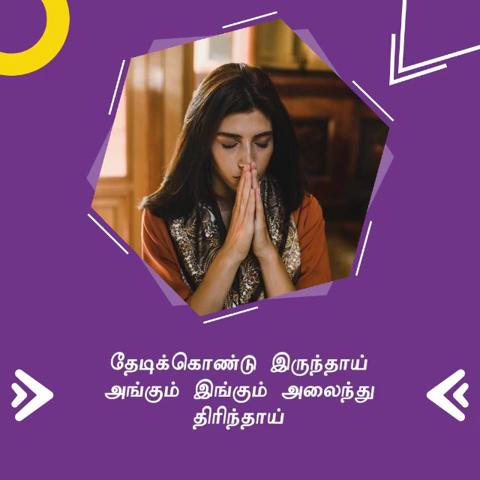 தேடிக்கொண்டு இருந்தாய்
அங்கும் இங்கும் அலைந்து
திரிந்தாய்